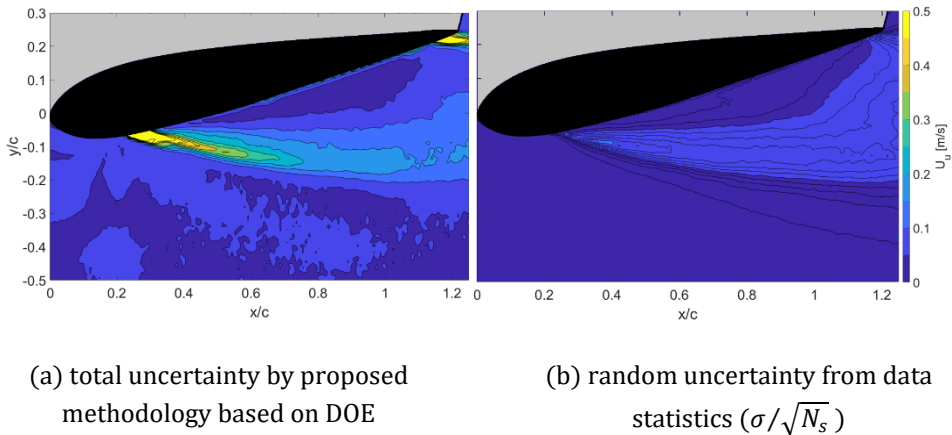 0.3
0.2
0.1
0
-0.1
-0.2
-0.3
-0.4
-0.5
y/c
0 0.2 0.4 0.6 0.8 1 1.2
x/c
0 0.2 0.4 0.6 0.8 1 1.2
x/c
0.5
0.4
0.3
0.2
0.1
0
U_u [m/s]
(a) total uncertainty by proposed
methodology based on DOE
(b) random uncertainty from data
statistics (σ/√N_s )